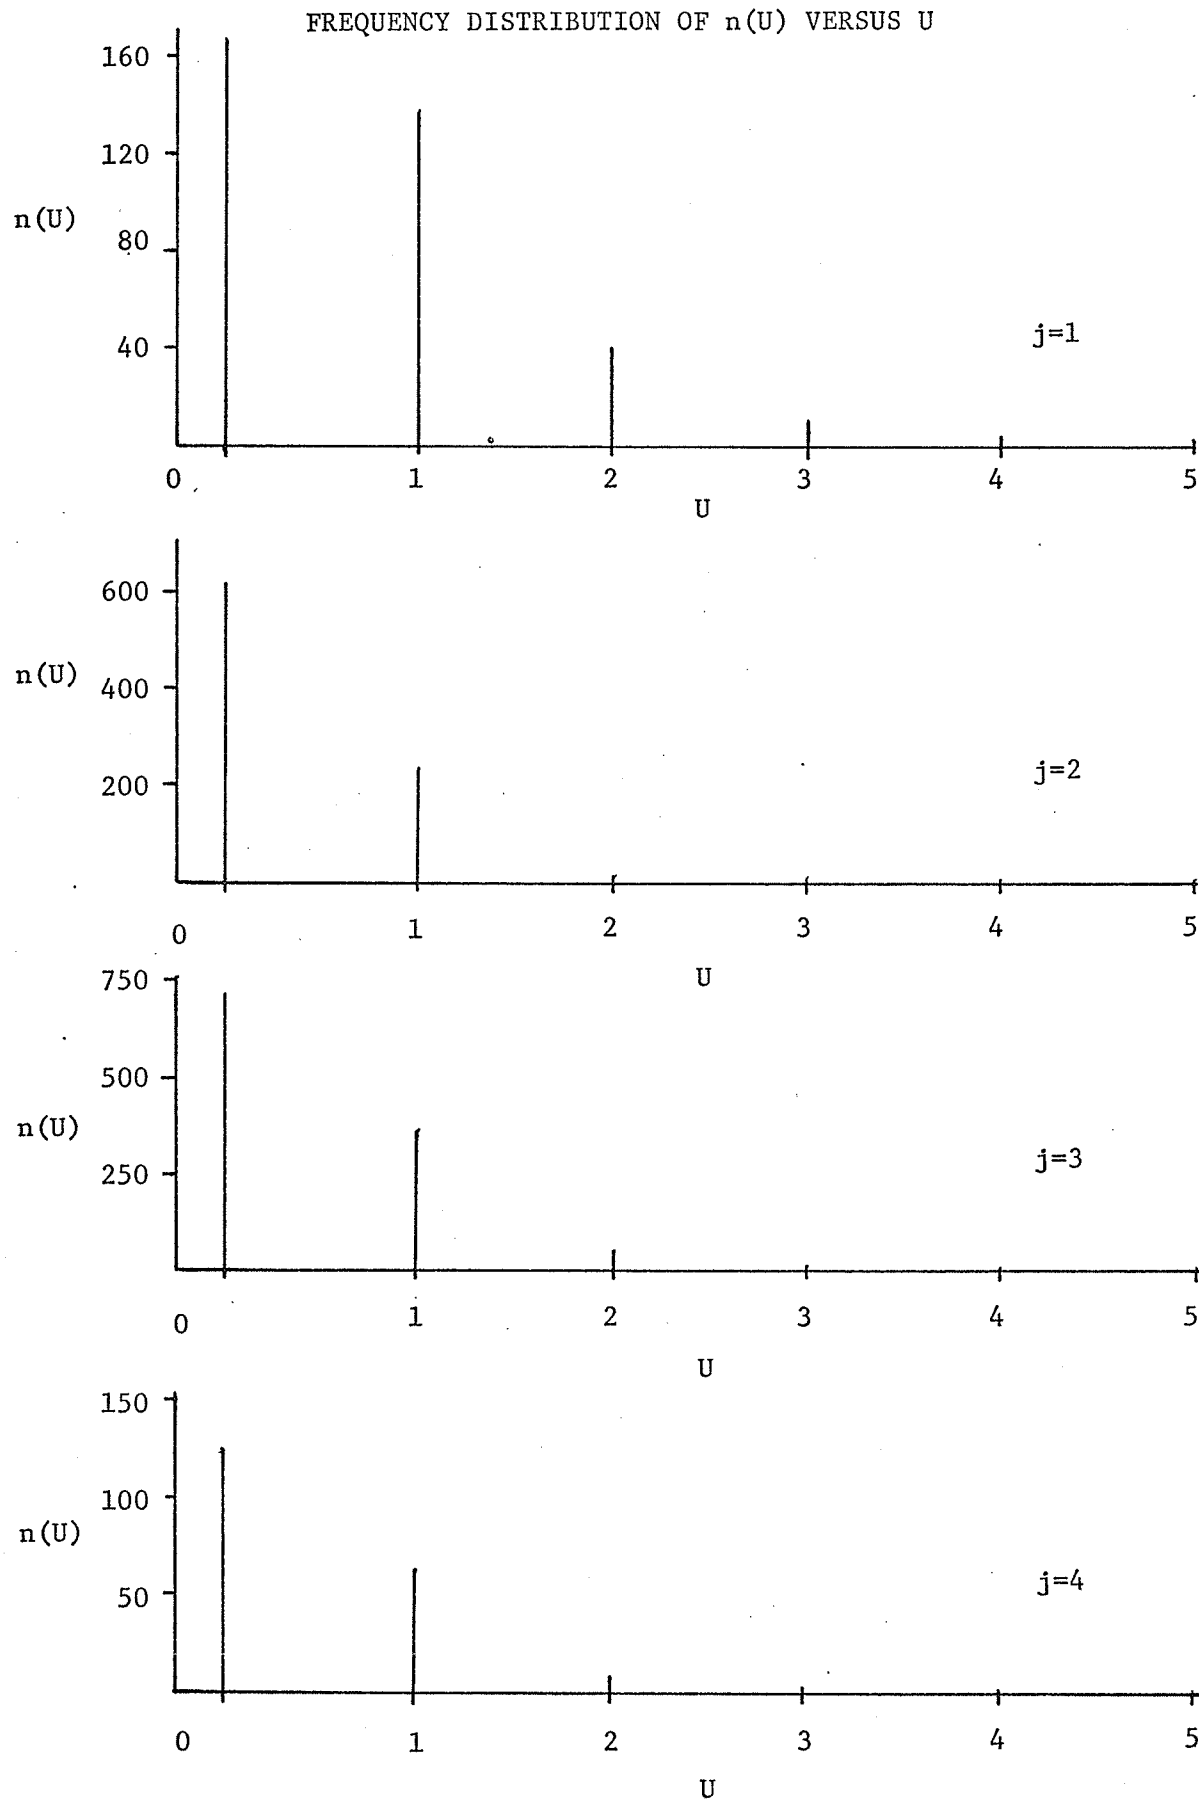 FREQUENCY DISTRIBUTION OF n(U) VERSUS U
160
120
n(U)
80
40
j=1
0 1 2 3 4 5
U
600
n(U)
400
200
j=2
0 1 2 3 4 5
U
750
500
n(U)
250
j=3
0 1 2 3 4 5
U
150
100
n(U)
50
j=4
0 1 2 3 4 5
U